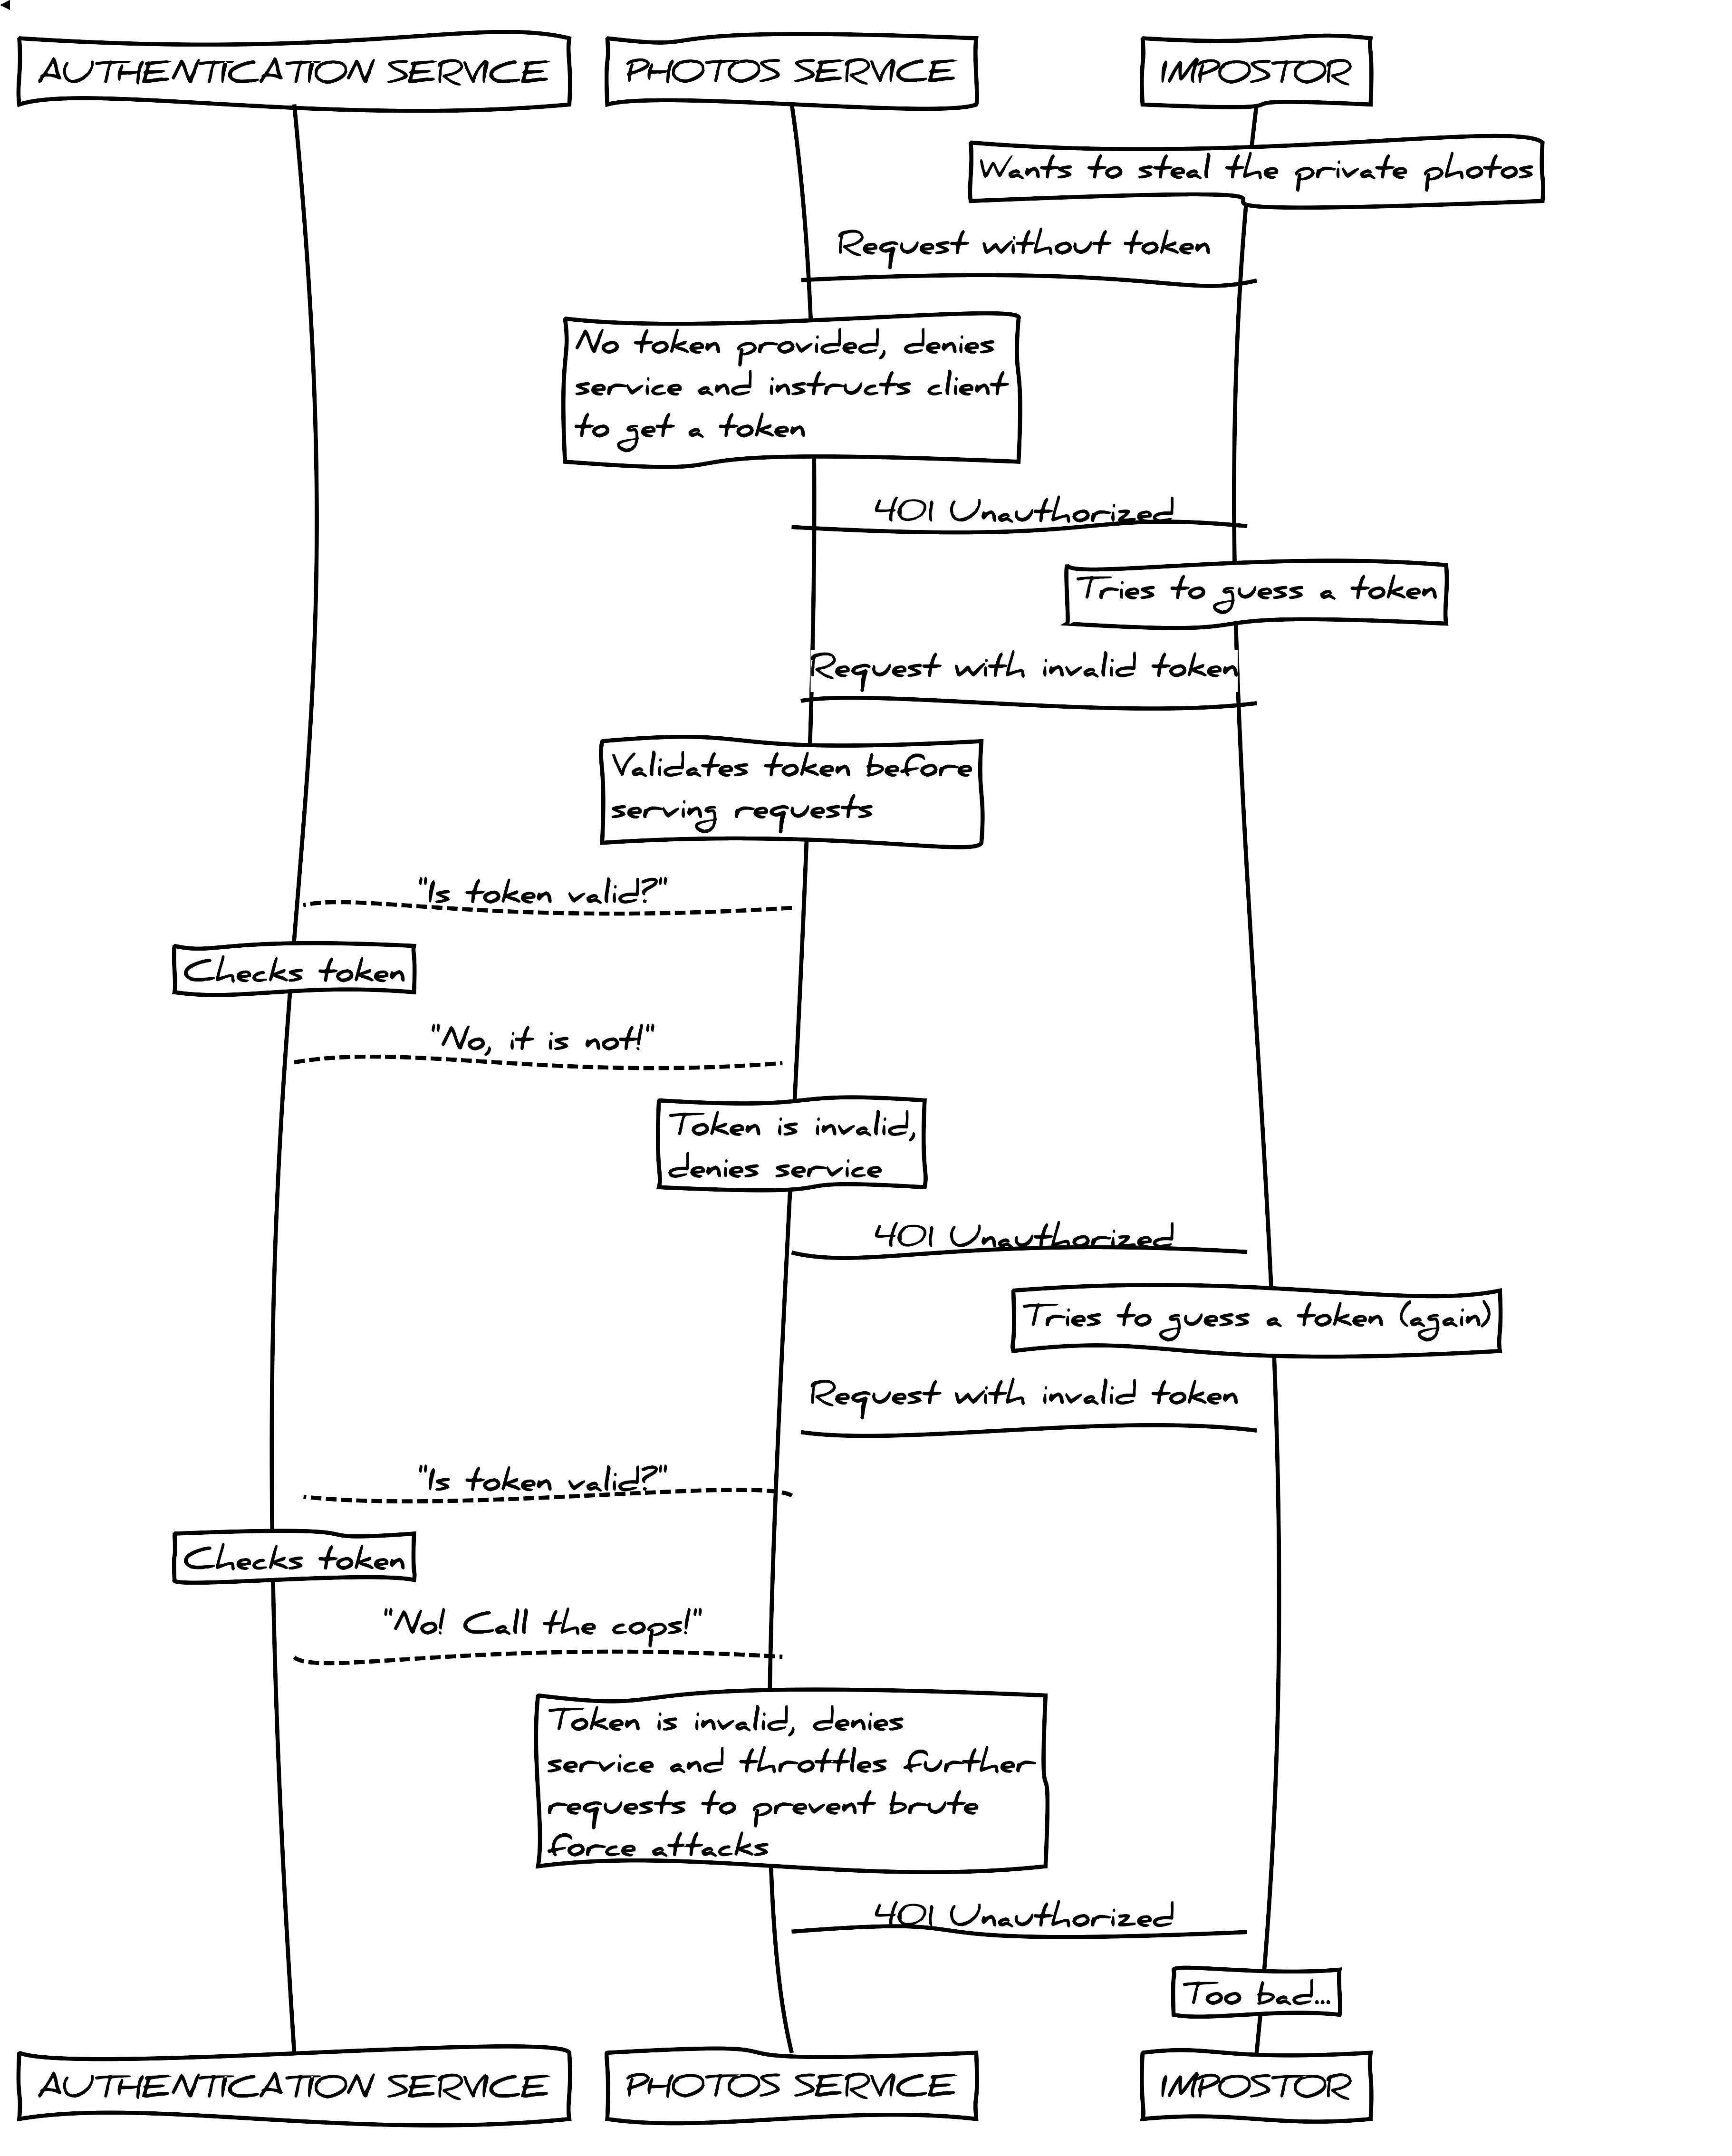 AUTHENTICATION SERVICE
PHOTOS SERVICE
IMPOSTOR
Wants to steal the private photos
Request without token
No token provided, denies
service and instructs client
to get a token
401 Unauthorized
Tries to guess a token
Request with invalid token
Validates token before
serving requests
"Is token valid?"
Checks token
"No, it is not!"
Token is invalid,
denies service
401 Unauthorized
Tries to guess a token (again)
Request with invalid token
"Is token valid?"
Checks token
"No! Call the cops!"
Token is invalid, denies
service and throttles further
requests to prevent brute
force attacks
401 Unauthorized
Too bad...
AUTHENTICATION SERVICE
PHOTOS SERVICE
IMPOSTOR